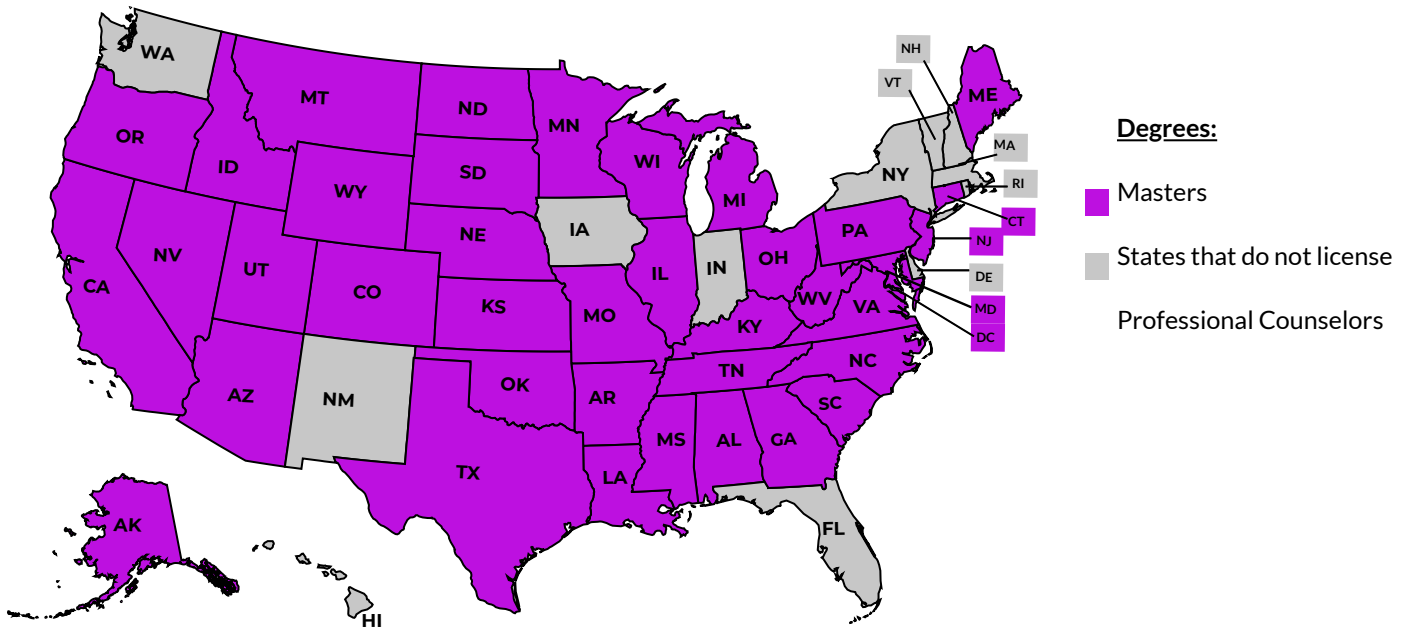 WA
MT
ND
MN
OR
ID
WY
SD
WI
MI
NY
VT
NH
ME
MA
RI
CT
NJ
DE
MD
DC
NV
UT
CO
NE
IA
IL
IN
OH
PA
CA
KS
MO
KY
WV
VA
AZ
NM
OK
AR
TN
NC
SC
TX
LA
MS
AL
GA
FL
AK
HI
Degrees:
Masters
States that do not license
Professional Counselors